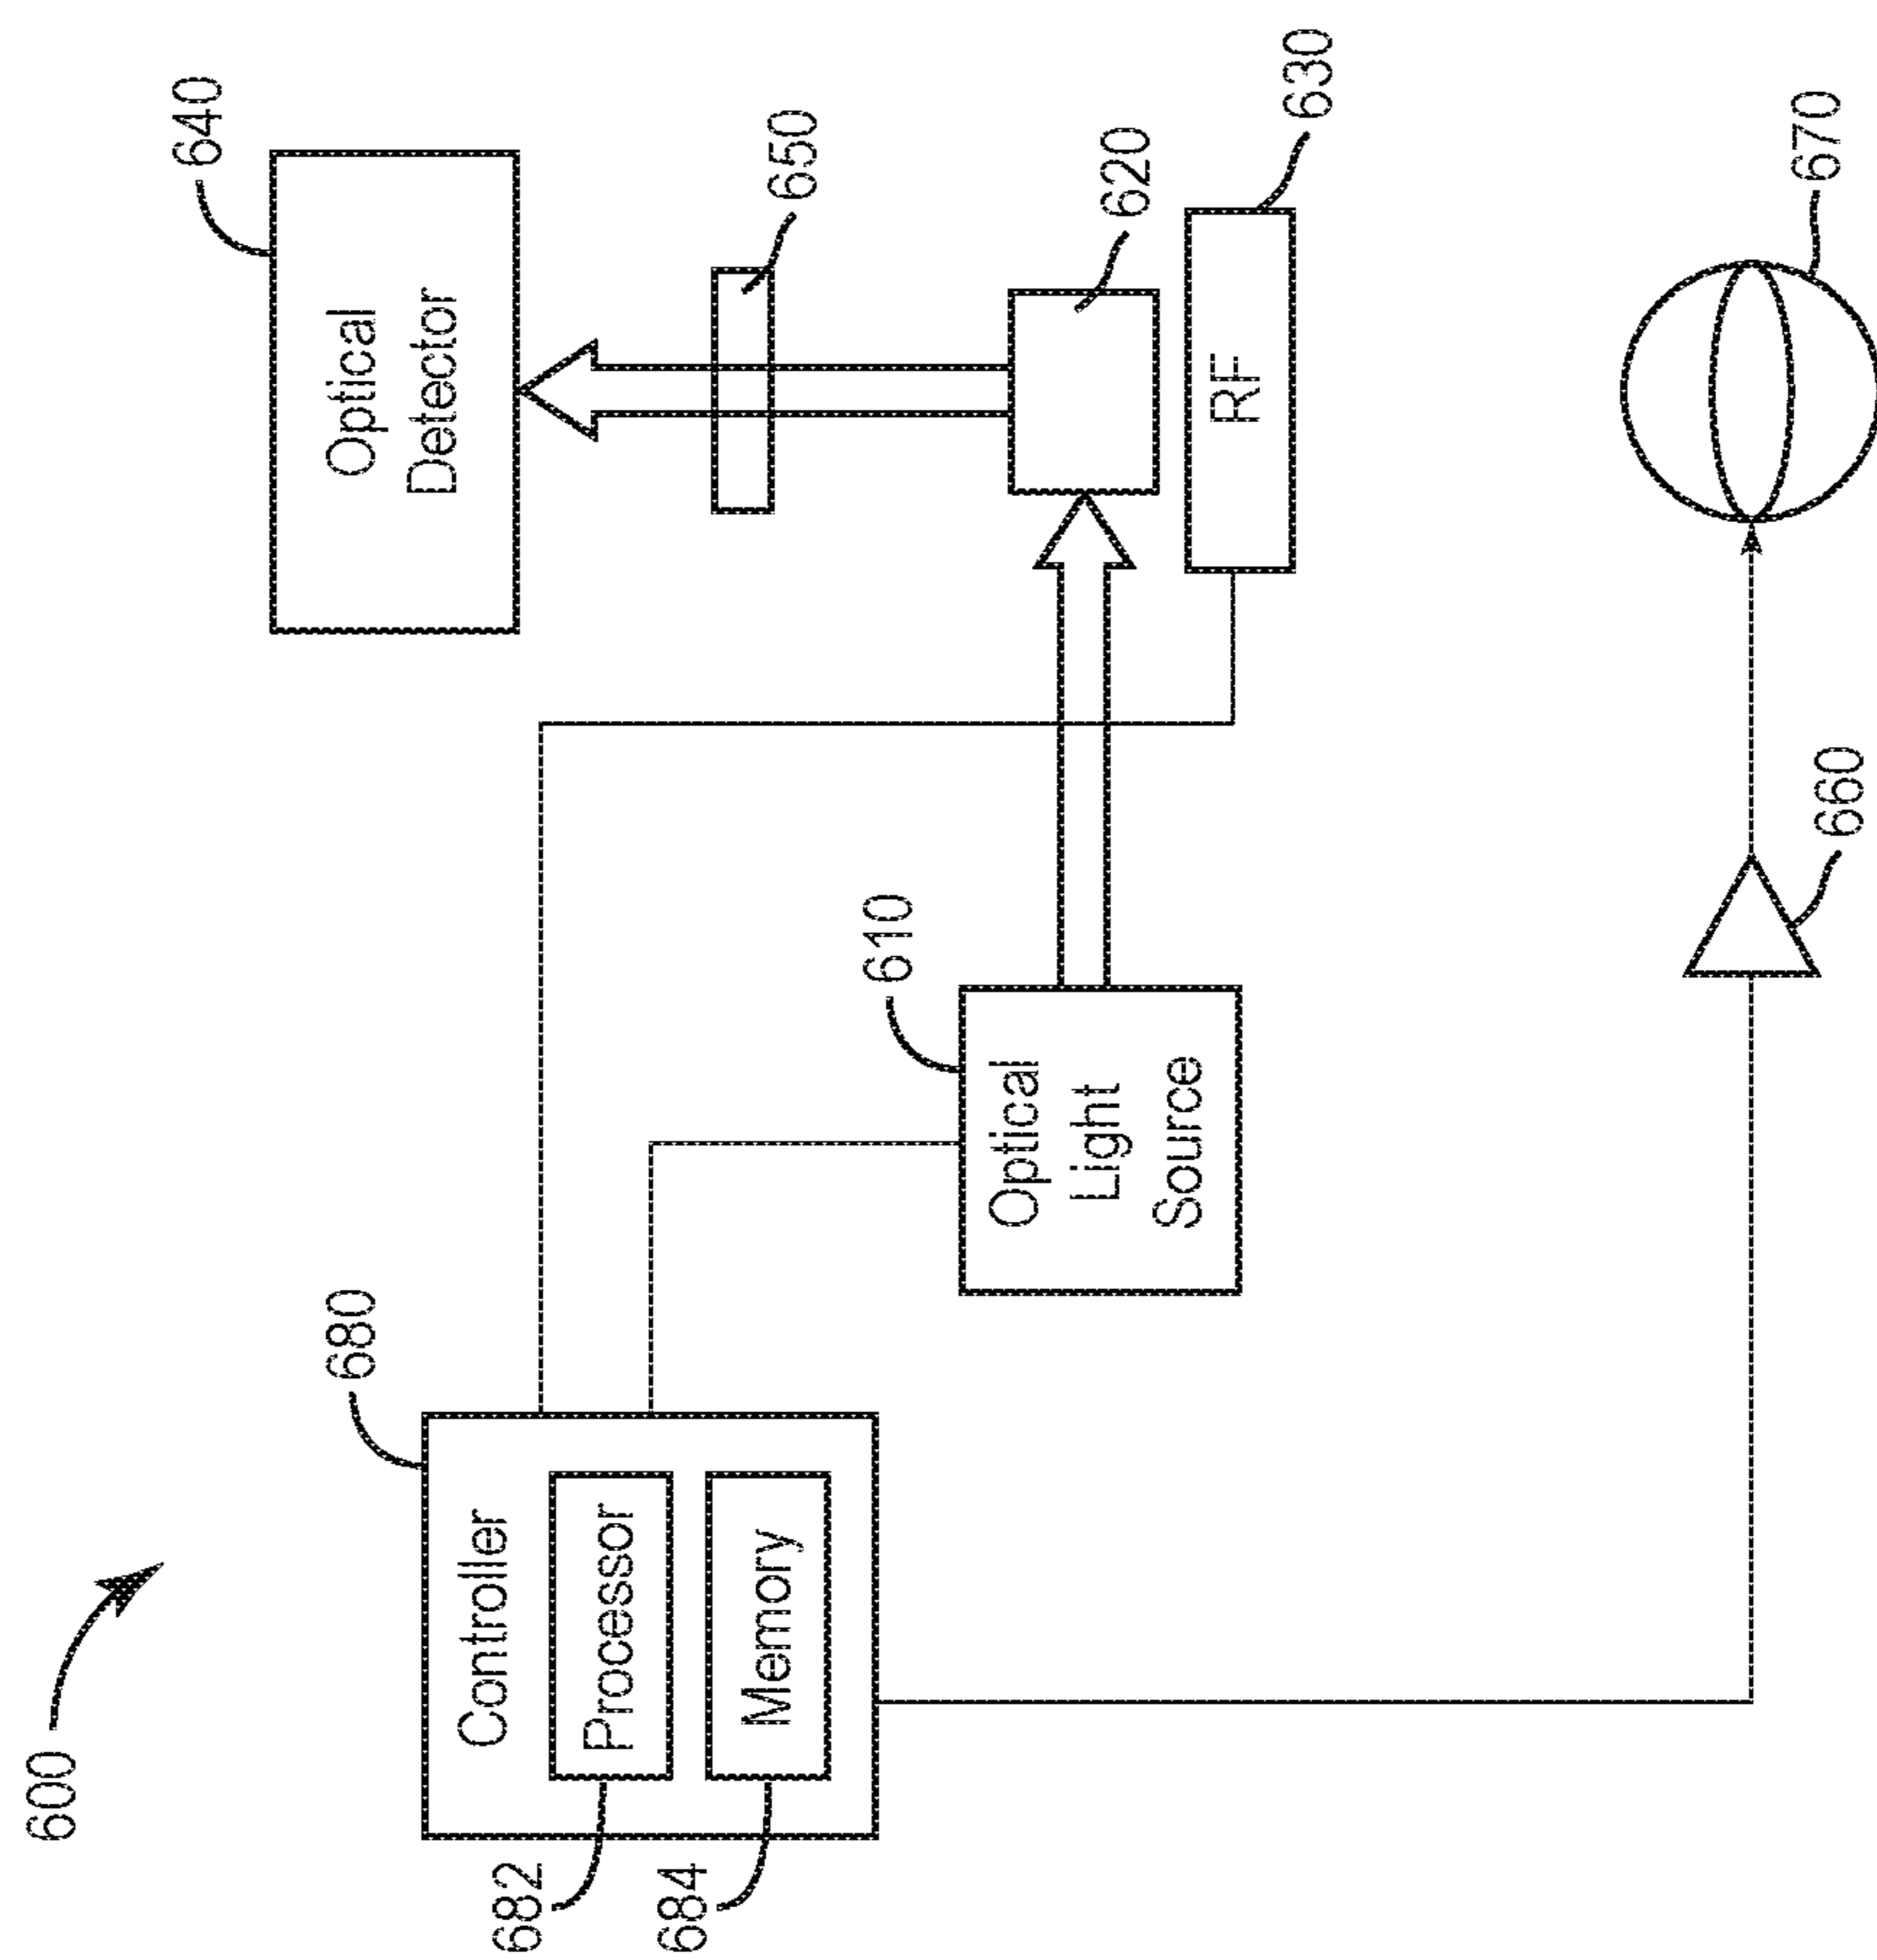 600
640
Optical
Detector
650
620
RF
630
670
610
Optical
Light
Source
660
680
Controller
Processor
Memory
682
684